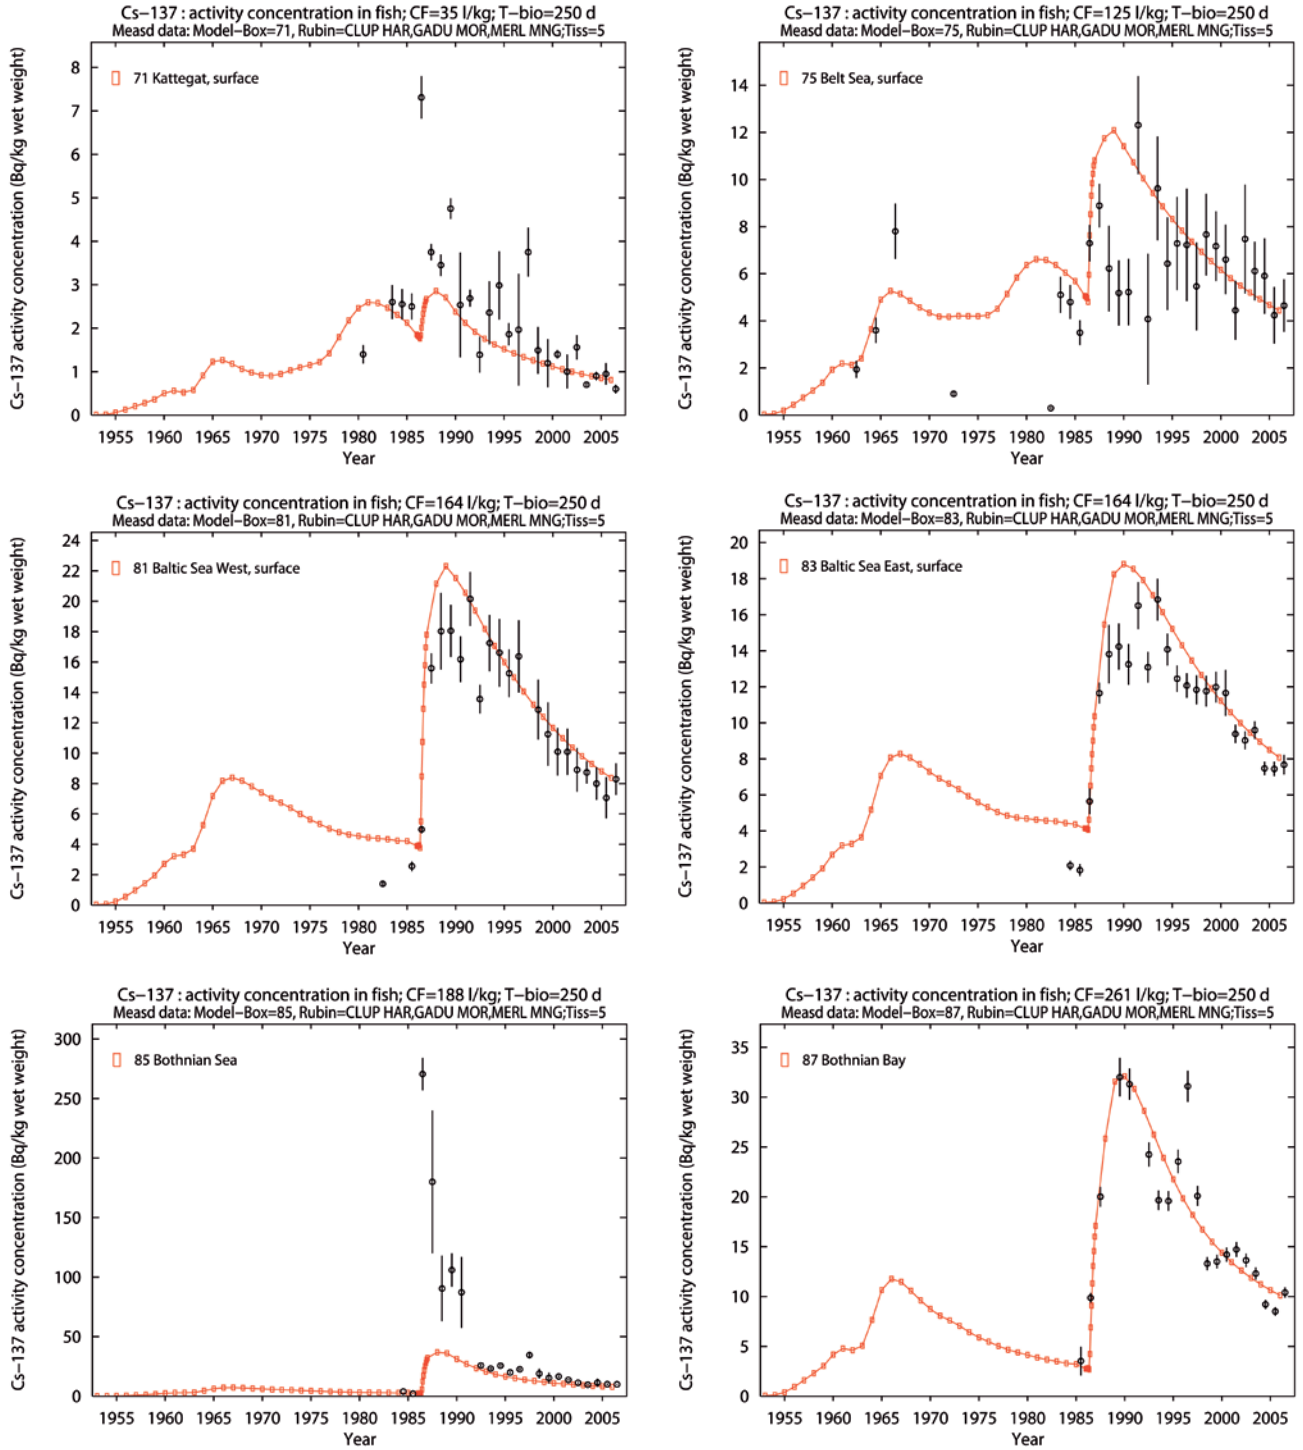 Cs−137 : activity concentration in fish; CF=35 l/kg; T−bio=250 d
Measd data: Model−Box=71, Rubin=CLUP HAR,GADU MOR,MERL MNG;Tiss=5
Cs−137 activity concentration (Bq/kg wet weight)
71 Kattegat, surface
8
7
6
5
4
3
2
1
0
1955 1960 1965 1970 1975 1980 1985 1990 1995 2000 2005
Year
Cs−137 : activity concentration in fish; CF=125 l/kg; T−bio=250 d
Measd data: Model−Box=75, Rubin=CLUP HAR,GADU MOR,MERL MNG;Tiss=5
Cs−137 activity concentration (Bq/kg wet weight)
75 Belt Sea, surface
14
12
10
8
6
4
2
0
1955 1960 1965 1970 1975 1980 1985 1990 1995 2000 2005
Year
Cs−137 : activity concentration in fish; CF=164 l/kg; T−bio=250 d
Measd data: Model−Box=81, Rubin=CLUP HAR,GADU MOR,MERL MNG;Tiss=5
Cs−137 activity concentration (Bq/kg wet weight)
81 Baltic Sea West, surface
24
22
20
18
16
14
12
10
8
6
4
2
0
1955 1960 1965 1970 1975 1980 1985 1990 1995 2000 2005
Year
Cs−137 : activity concentration in fish; CF=164 l/kg; T−bio=250 d
Measd data: Model−Box=83, Rubin=CLUP HAR,GADU MOR,MERL MNG;Tiss=5
Cs−137 activity concentration (Bq/kg wet weight)
83 Baltic Sea East, surface
20
18
16
14
12
10
8
6
4
2
0
1955 1960 1965 1970 1975 1980 1985 1990 1995 2000 2005
Year
Cs−137 : activity concentration in fish; CF=188 l/kg; T−bio=250 d
Measd data: Model−Box=85, Rubin=CLUP HAR,GADU MOR,MERL MNG;Tiss=5
Cs−137 activity concentration (Bq/kg wet weight)
85 Bothnian Sea
300
250
200
150
100
50
0
1955 1960 1965 1970 1975 1980 1985 1990 1995 2000 2005
Year
Cs−137 : activity concentration in fish; CF=261 l/kg; T−bio=250 d
Measd data: Model−Box=87, Rubin=CLUP HAR,GADU MOR,MERL MNG;Tiss=5
Cs−137 activity concentration (Bq/kg wet weight)
87 Bothnian Bay
35
30
25
20
15
10
5
0
1955 1960 1965 1970 1975 1980 1985 1990 1995 2000 2005
Year